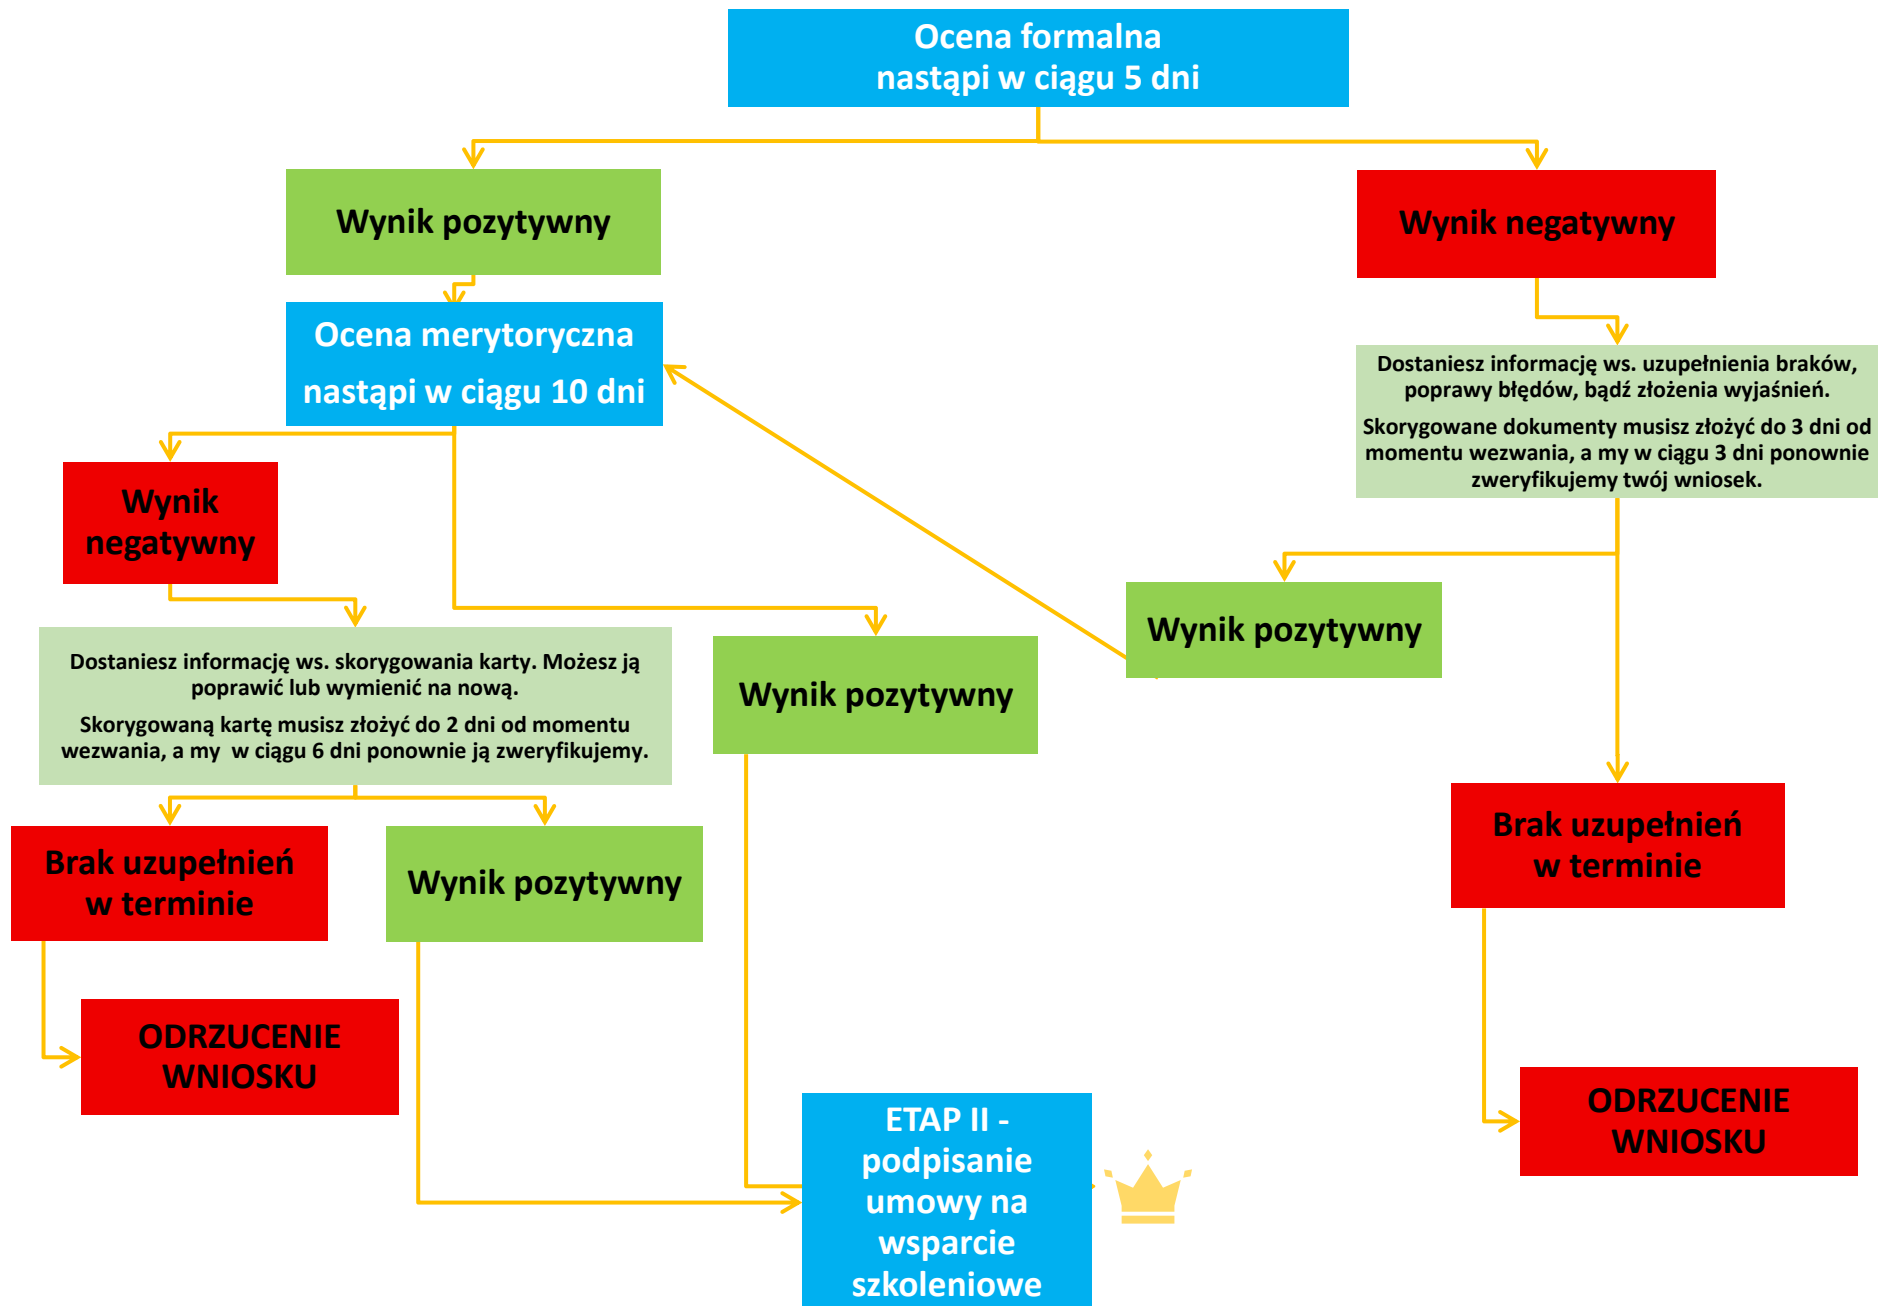 Ocena formalna
nastąpi w ciągu 5 dni
Wynik pozytywny
Wynik negatywny
Ocena merytoryczna
nastąpi w ciągu 10 dni
Dostaniesz informację ws. uzupełnienia braków,
poprawy błędów, bądź złożenia wyjaśnień.
Skorygowane dokumenty musisz złożyć do 3 dni od
momentu wezwania, a my w ciągu 3 dni ponownie
zweryfikujemy twój wniosek.
Wynik
negatywny
Wynik pozytywny
Dostaniesz informację ws. skorygowania karty. Możesz ją
poprawić lub wymienić na nową.
Skorygowaną kartę musisz złożyć do 2 dni od momentu
wezwania, a my  w ciągu 6 dni ponownie ją zweryfikujemy.
Wynik pozytywny
Brak uzupełnień
w terminie
Wynik pozytywny
Brak uzupełnień
w terminie
ODRZUCENIE
WNIOSKU
ODRZUCENIE
WNIOSKU
ETAP II -
podpisanie
umowy na
wsparcie
szkoleniowe